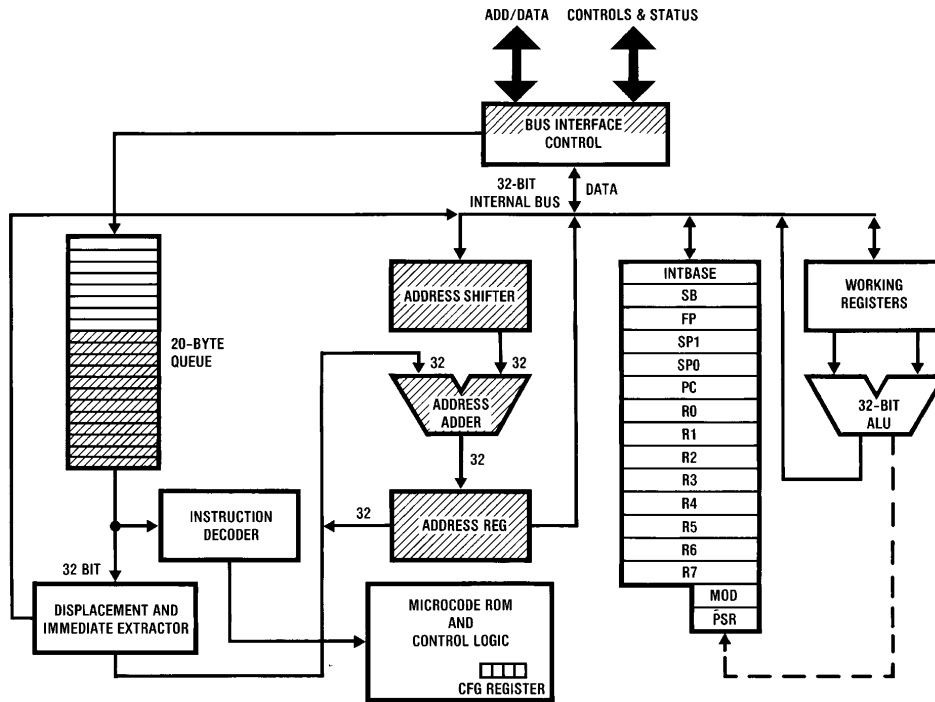 ADD/DATA
CONTROLS & STATUS
BUS INTERFACE
CONTROL
32-BIT
INTERNAL BUS
DATA
20-BYTE
QUEUE
ADDRESS SHIFTER
32
32
ADDRESS
ADDER
32
32
ADDRESS REG
INSTRUCTION
DECODER
32 BIT
DISPLACEMENT AND
IMMEDIATE EXTRACTOR
MICROCODE ROM
AND
CONTROL LOGIC
CFG REGISTER
INTBASE
SB
FP
SP1
SP0
PC
R0
R1
R2
R3
R4
R5
R6
R7
MOD
PSR
WORKING
REGISTERS
32-BIT
ALU